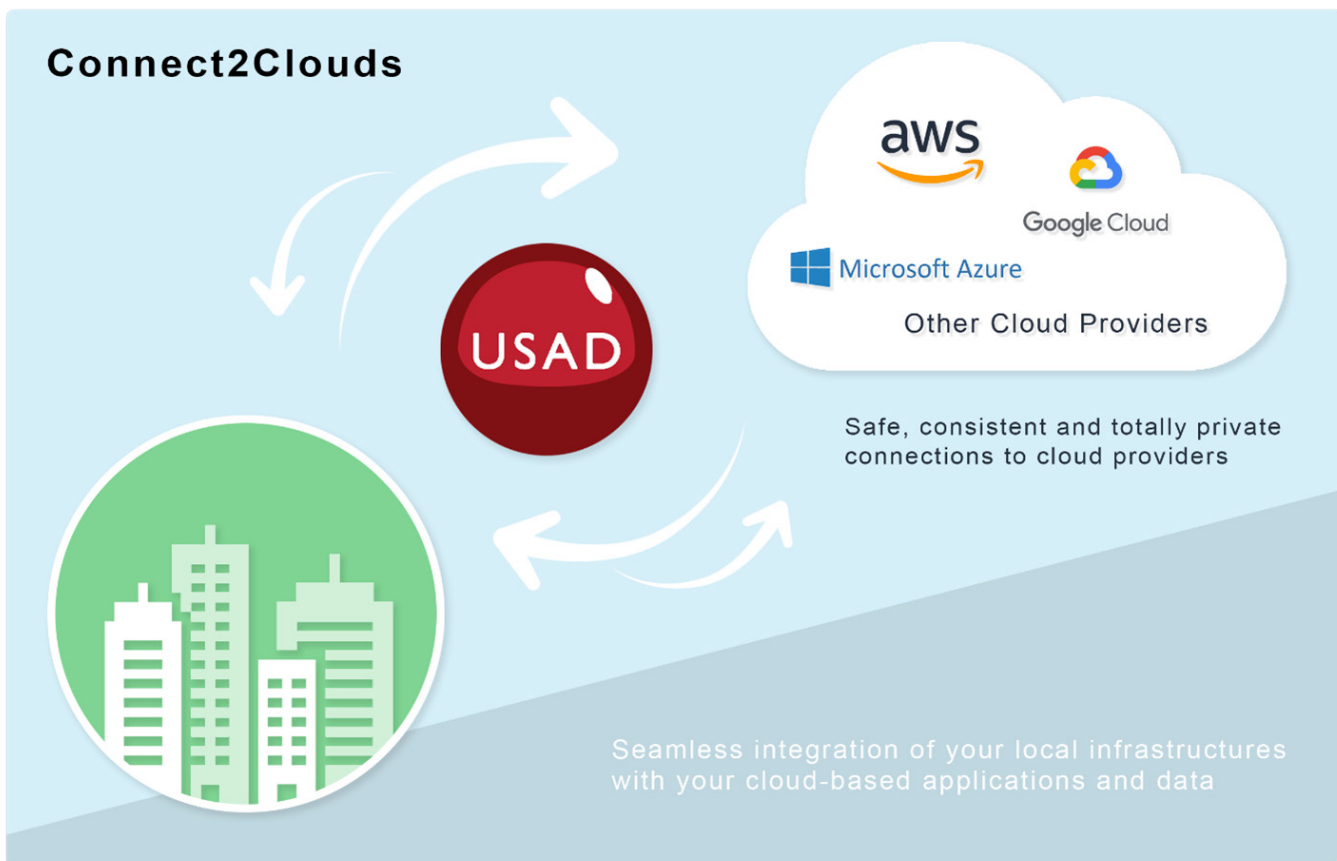 Connect2Clouds
aws
Google Cloud
Microsoft Azure
Other Cloud Providers
USAD
Safe, consistent and totally private
connections to cloud providers
Seamless integration of your local infrastructures
with your cloud-based applications and data